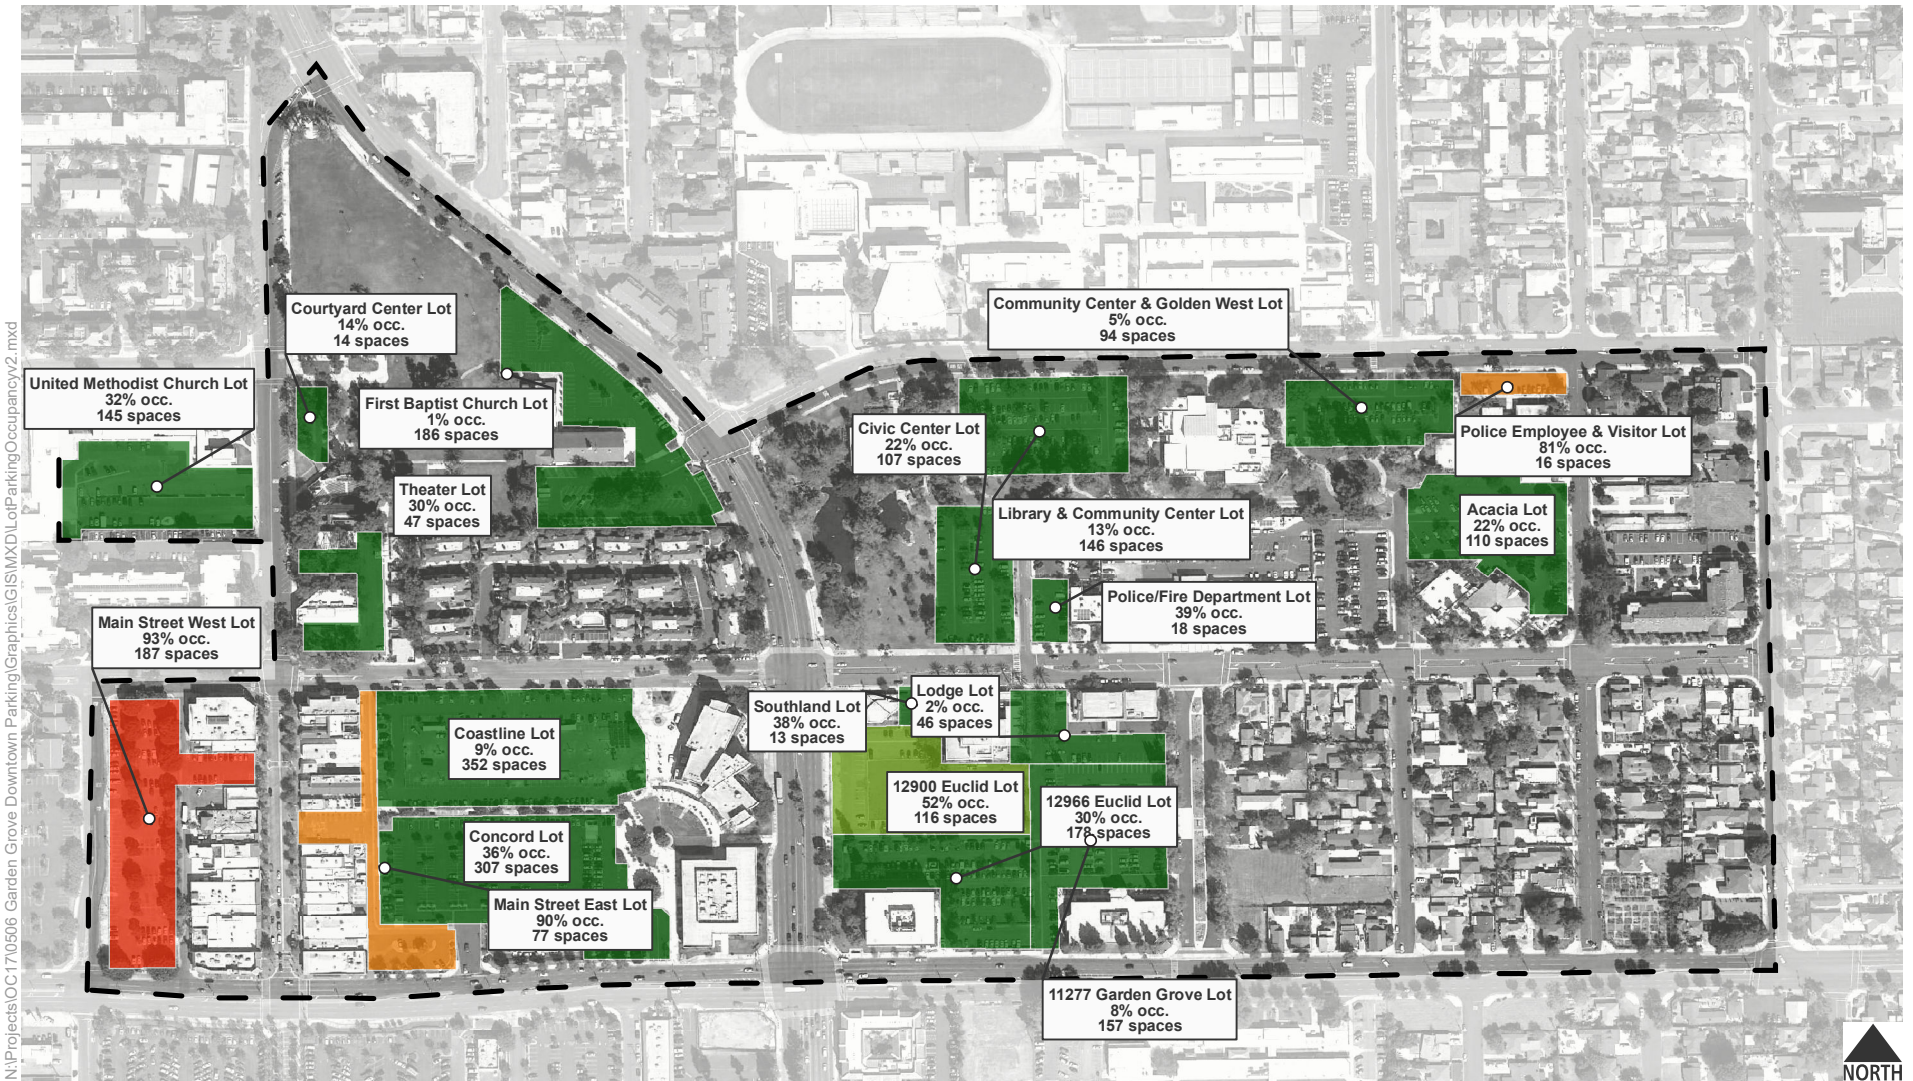 Community Center & Golden West Lot
5% occ.
94 spaces
Courtyard Center Lot
14% occ.
14 spaces
United Methodist Church Lot
32% occ.
145 spaces
First Baptist Church Lot
1% occ.
186 spaces
Civic Center Lot
22% occ.
107 spaces
Police Employee & Visitor Lot
81% occ.
16 spaces
Theater Lot
30% occ.
47 spaces
Library & Community Center Lot
13% occ.
146 spaces
Acacia Lot
22% occ.
110 spaces
Police/Fire Department Lot
39% occ.
18 spaces
Main Street West Lot
93% occ.
187 spaces
Lodge Lot
2% occ.
46 spaces
Southland Lot
38% occ.
13 spaces
Coastline Lot
9% occ.
352 spaces
12900 Euclid Lot
52% occ.
116 spaces
12966 Euclid Lot
30% occ.
178 spaces
Concord Lot
36% occ.
307 spaces
Main Street East Lot
90% occ.
77 spaces
11277 Garden Grove Lot
8% occ.
157 spaces
N:\Projects\OC17\0506 Garden Grove Downtown Parking\Graphics\GIS\MXD\LotParkingOccupancyv2.mxd
NORTH